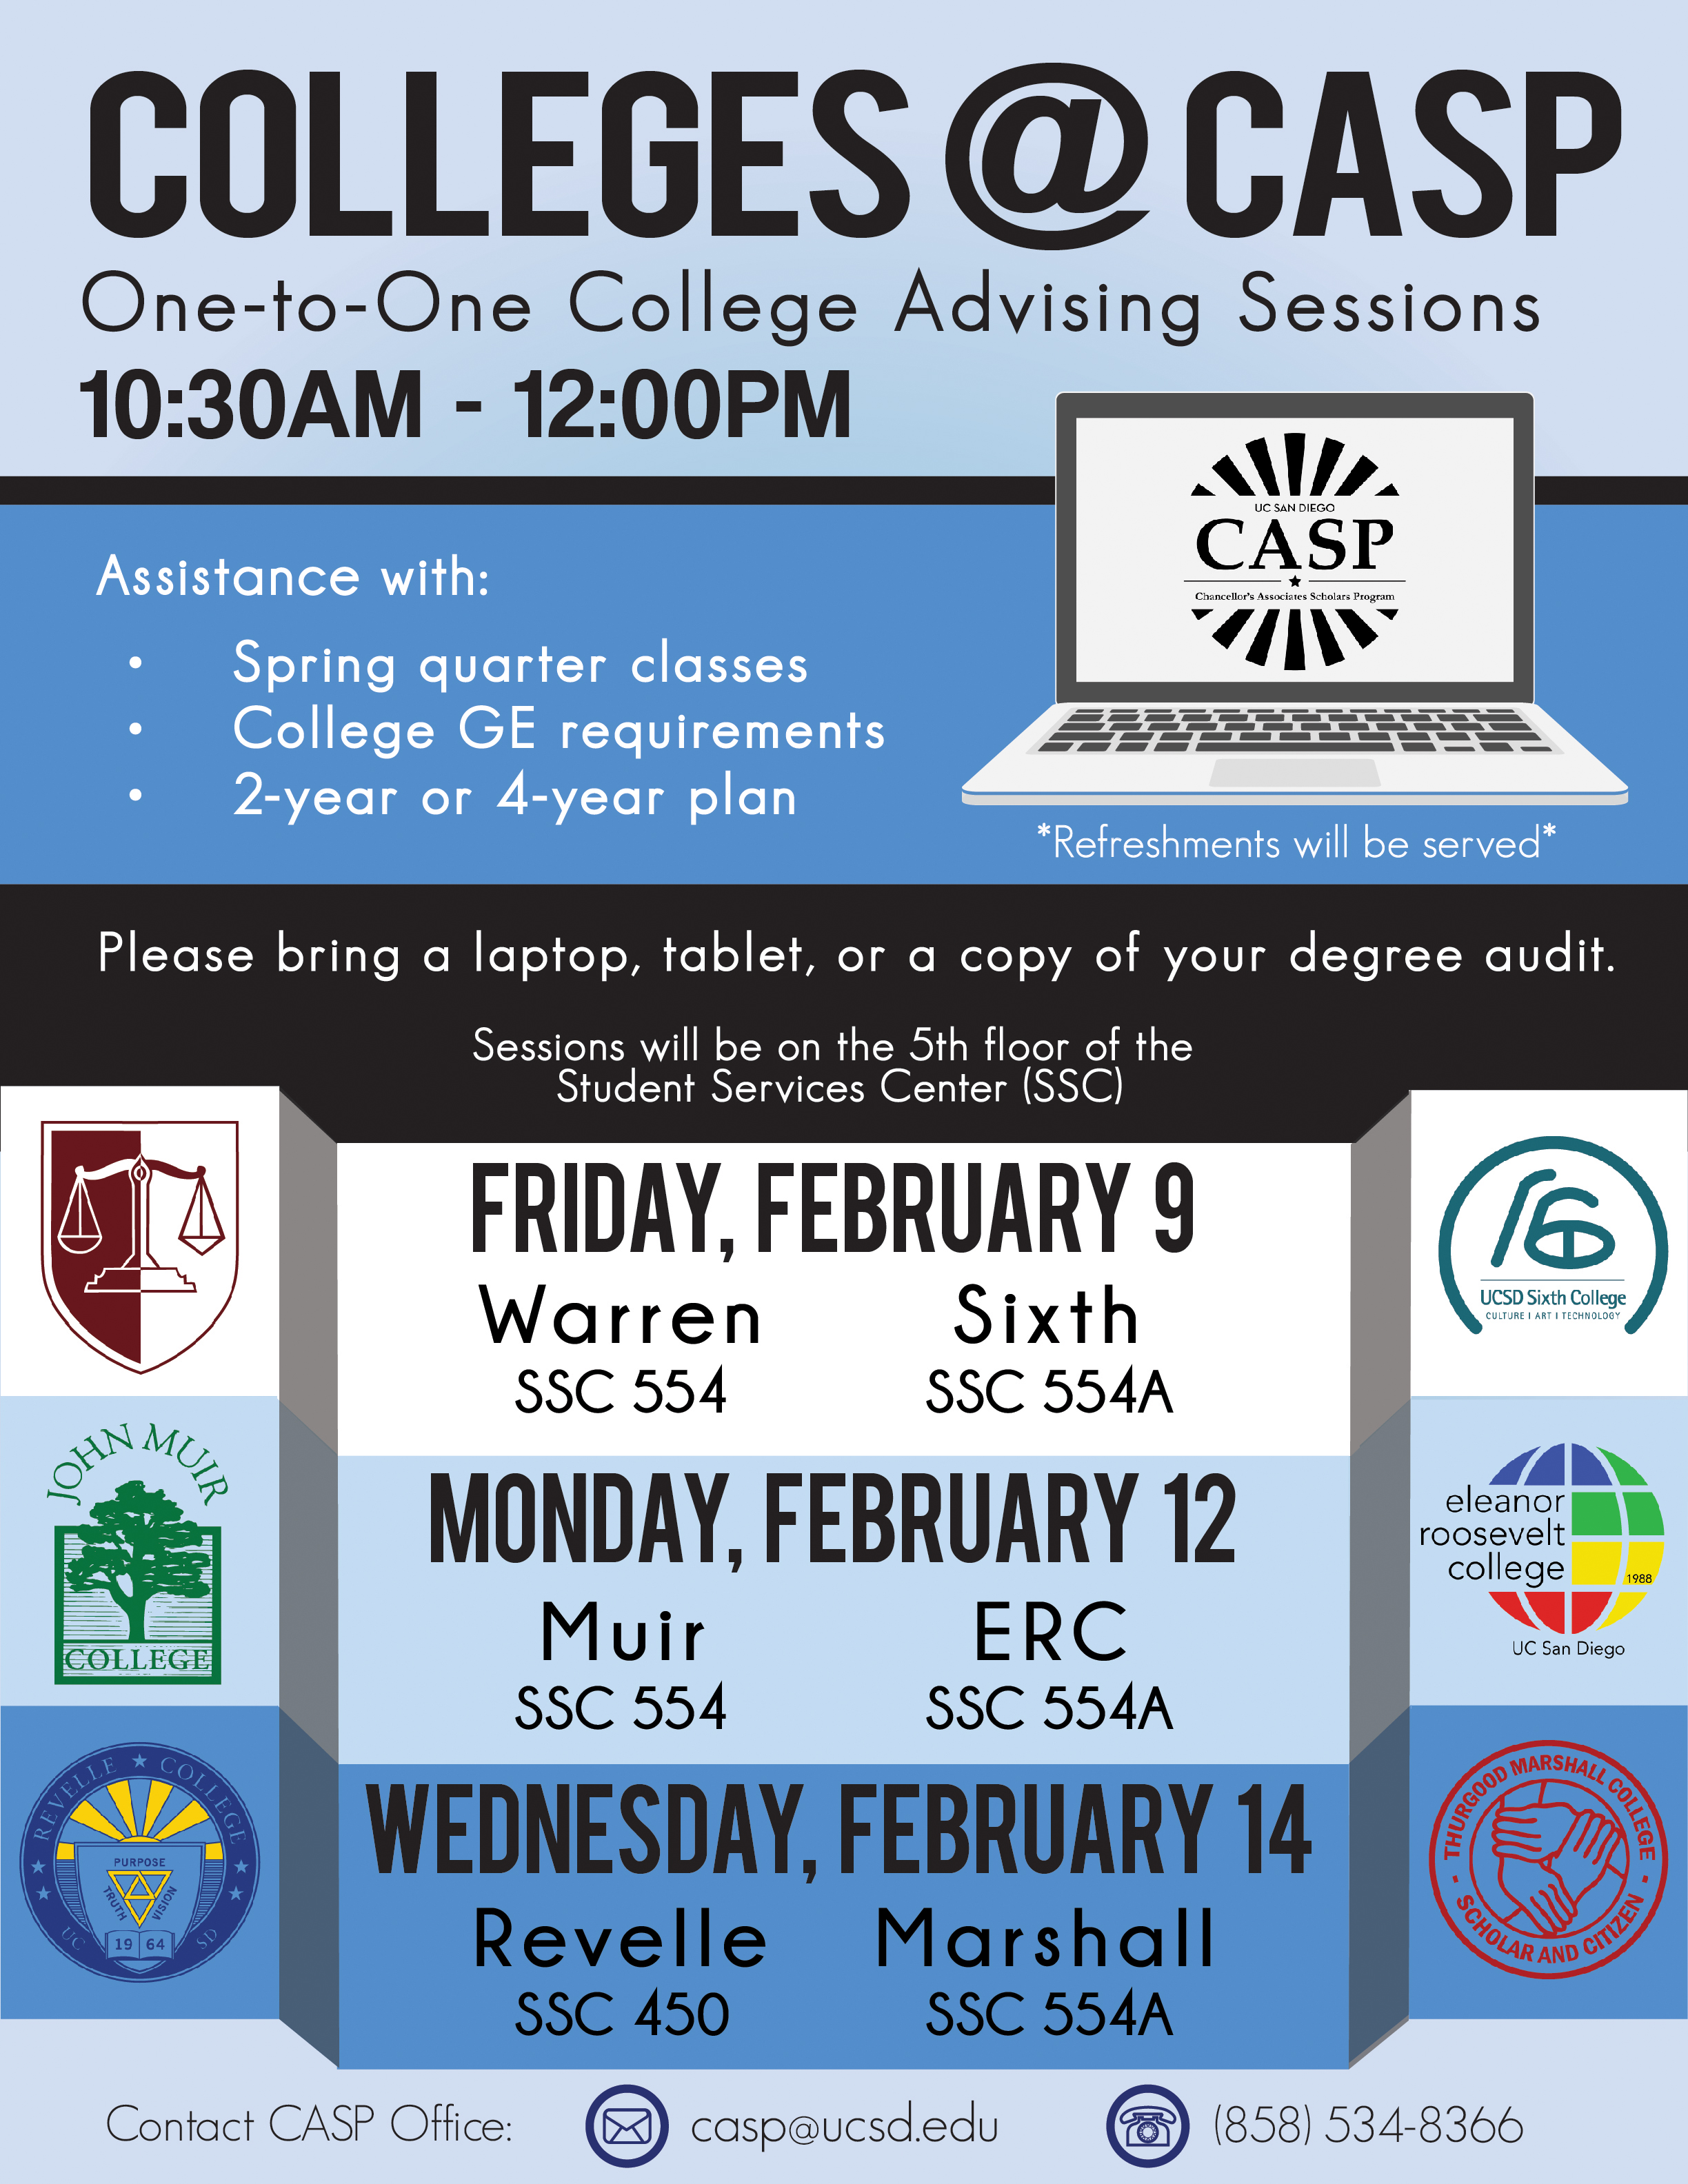 COLLEGES @ CASP
One-to-One College Advising Sessions
10:30AM - 12:00PM
UC SAN DIEGO
CASP
Chancellor's Associates Scholars Program
Assistance with:
• Spring quarter classes
• College GE requirements
• 2-year or 4-year plan
*Refreshments will be served*
Please bring a laptop, tablet, or a copy of your degree audit.
Sessions will be on the 5th floor of the
Student Services Center (SSC)
FRIDAY, FEBRUARY 9
Warren Sixth
SSC 554 SSC 554A
UCSD Sixth College
CULTURE | ART | TECHNOLOGY
JOHN MUIR
COLLEGE
MONDAY, FEBRUARY 12
Muir ERC
SSC 554 SSC 554A
eleanor
roosevelt
college
1988
UC San Diego
REVELLE ★ COLLEGE
PURPOSE
TRUTH VISION
19 64
UC SD
WEDNESDAY, FEBRUARY 14
Revelle Marshall
SSC 450 SSC 554A
THURGOOD MARSHALL COLLEGE
- SCHOLAR AND CITIZEN -
Contact CASP Office: casp@ucsd.edu (858) 534-8366